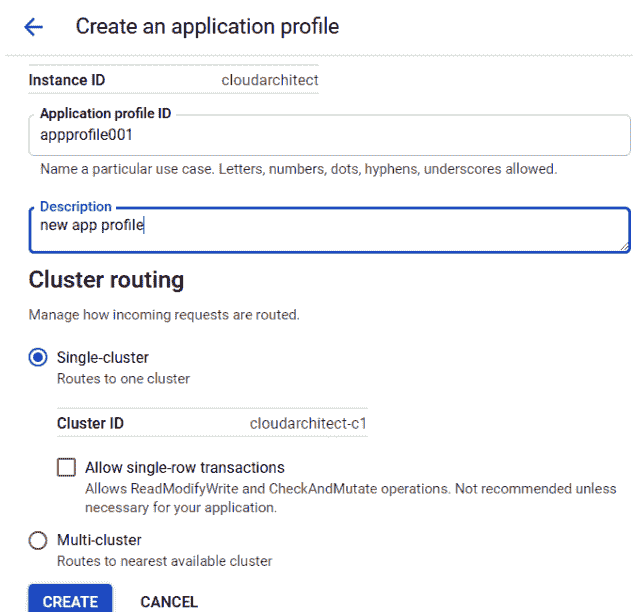 Create an application profile
Instance ID cloudarchitect
Application profile ID
appprofile001
Name a particular use case. Letters, numbers, dots, hyphens, underscores allowed.
Description
new app profile
Cluster routing
Manage how incoming requests are routed.
Single-cluster
Routes to one cluster
Cluster ID cloudarchitect-c1
Allow single-row transactions
Allows ReadModifyWrite and CheckAndMutate operations. Not recommended unless
necessary for your application.
Multi-cluster
Routes to nearest available cluster
CREATE CANCEL